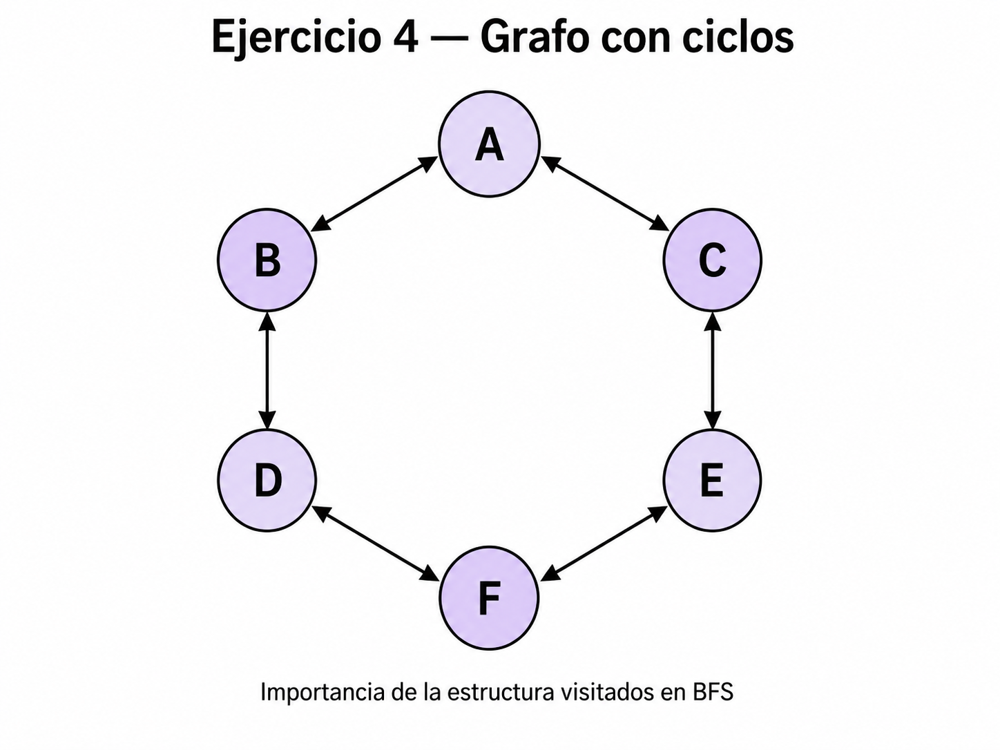 Ejercicio 4 — Grafo con ciclos
A
B
C
D
E
F
Importancia de la estructura visitados en BFS